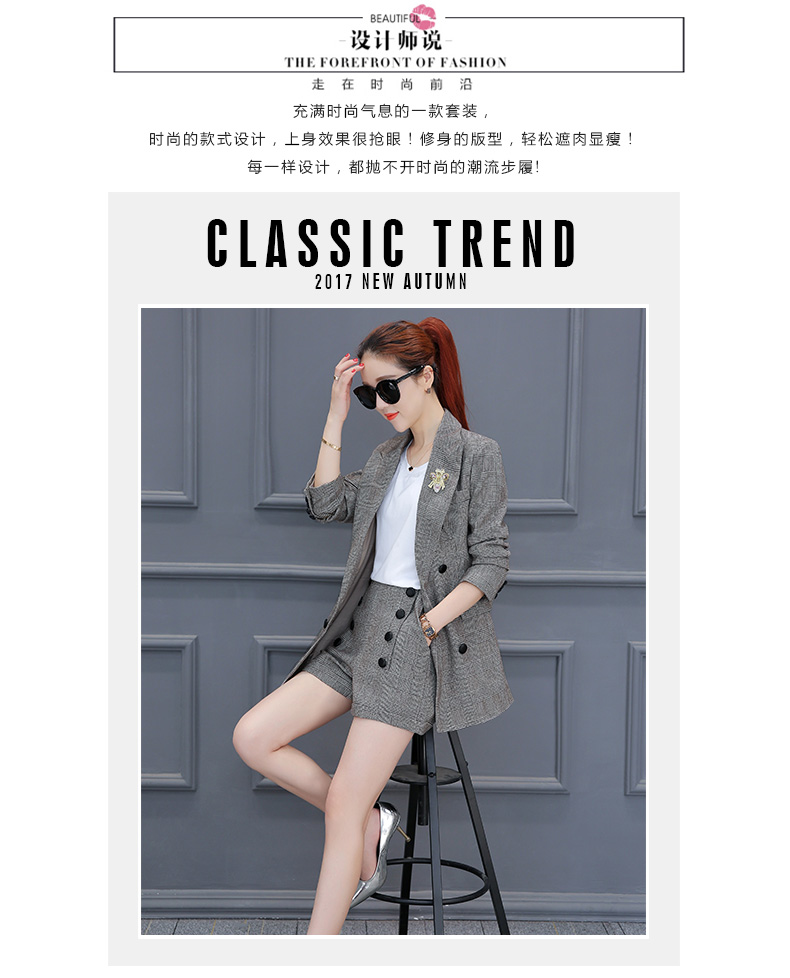 BEAUTIFUL
设计师说
THE FOREFRONT OF FASHION
走在时尚前沿
充满时尚气息的一款套装，
时尚的款式设计，上身效果很抢眼！修身的版型，轻松遮肉显瘦！
每一样设计，都抛不开时尚的潮流步履!
CLASSIC TREND
2017 NEW AUTUMN